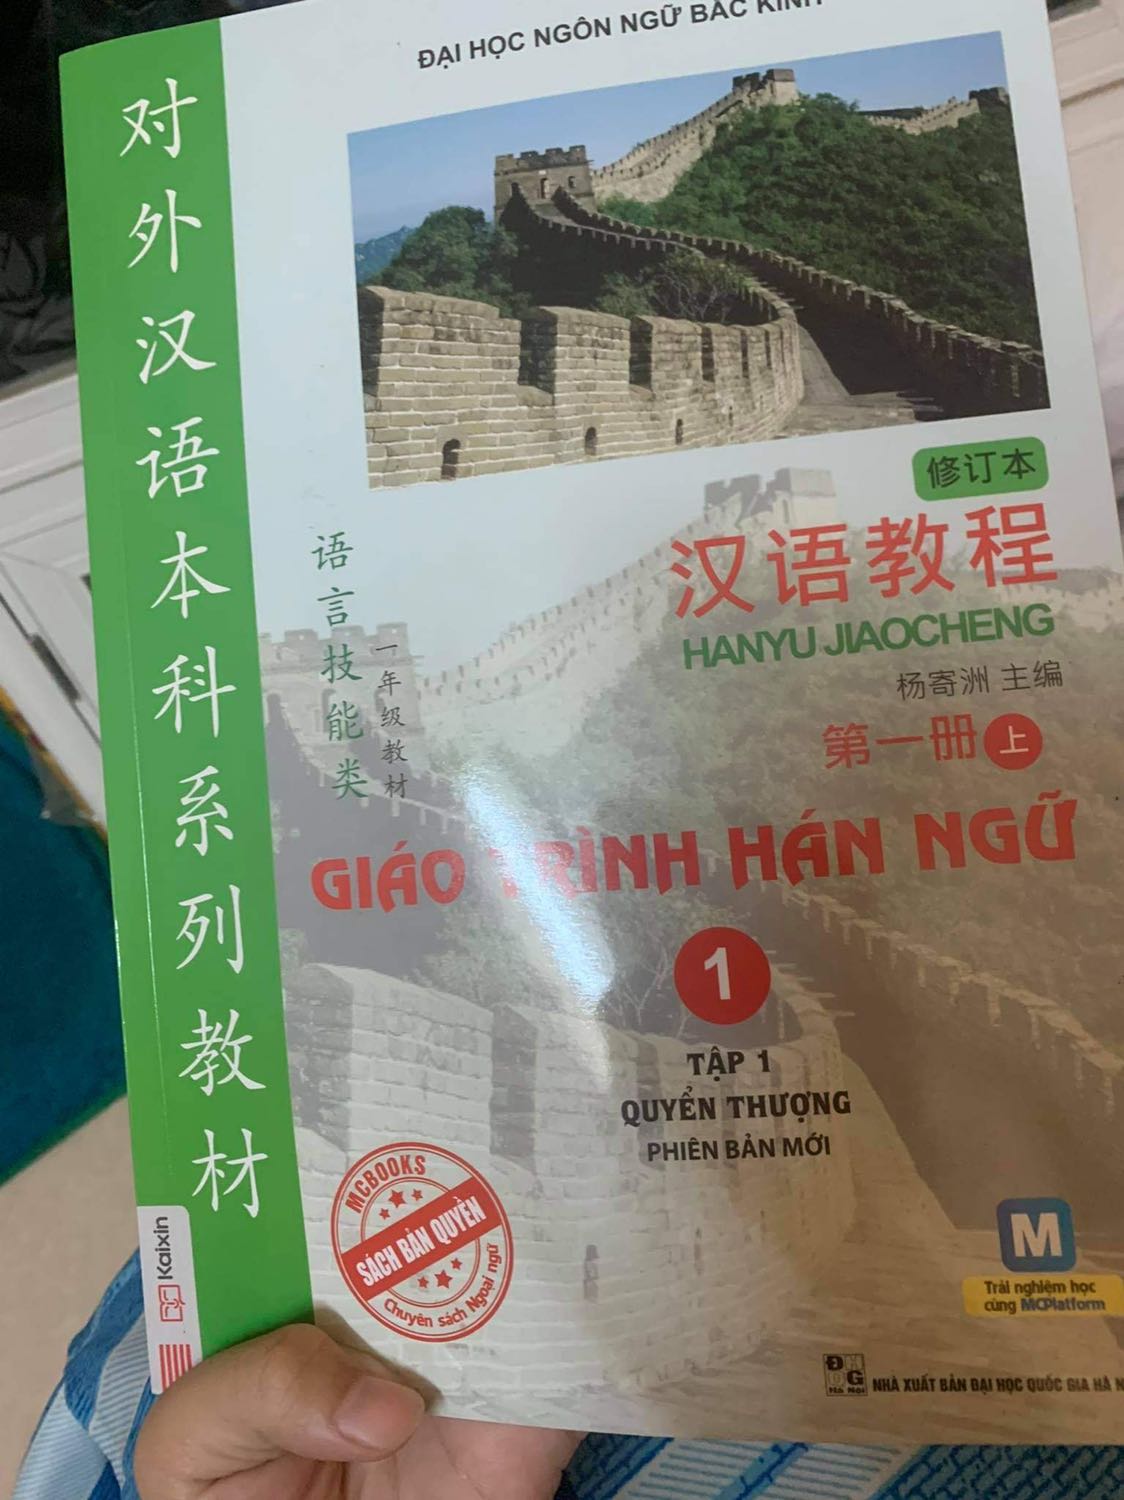 ĐẠI HỌC NGÔN NGỮ BẮC KINH
对外汉语本科系列教材
修订本
汉语教程
HANYU JIAOCHENG
杨寄洲 主编
第一册 上
语言技能类
一年级教材
GIÁO TRÌNH HÁN NGỮ
1
TẬP 1
QUYỂN THƯỢNG
PHIÊN BẢN MỚI
MCBOOKS
SÁCH BẢN QUYỀN
Chuyên sách Ngoại ngữ
Kaixin
M
Trải nghiệm học
cùng MCPlatform
ĐH
QG
Hà Nội
NHÀ XUẤT BẢN ĐẠI HỌC QUỐC GIA HÀ N